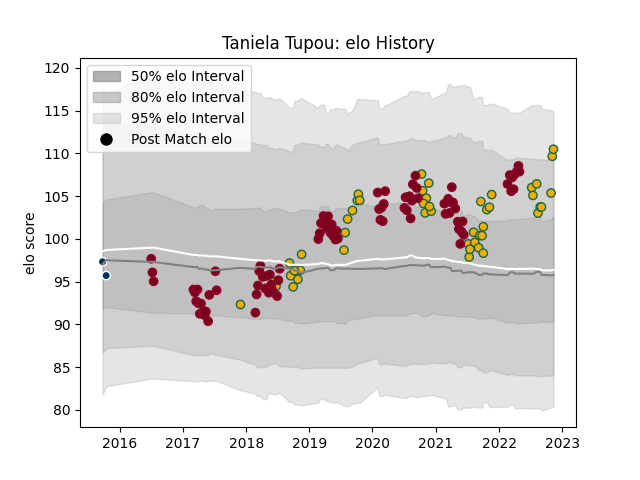 Taniela Tupou: elo History
50% elo Interval
80% elo Interval
95% elo Interval
Post Match elo
elo score
120
115
110
105
100
95
90
85
80
2016
2017
2018
2019
2020
2021
2022
2023